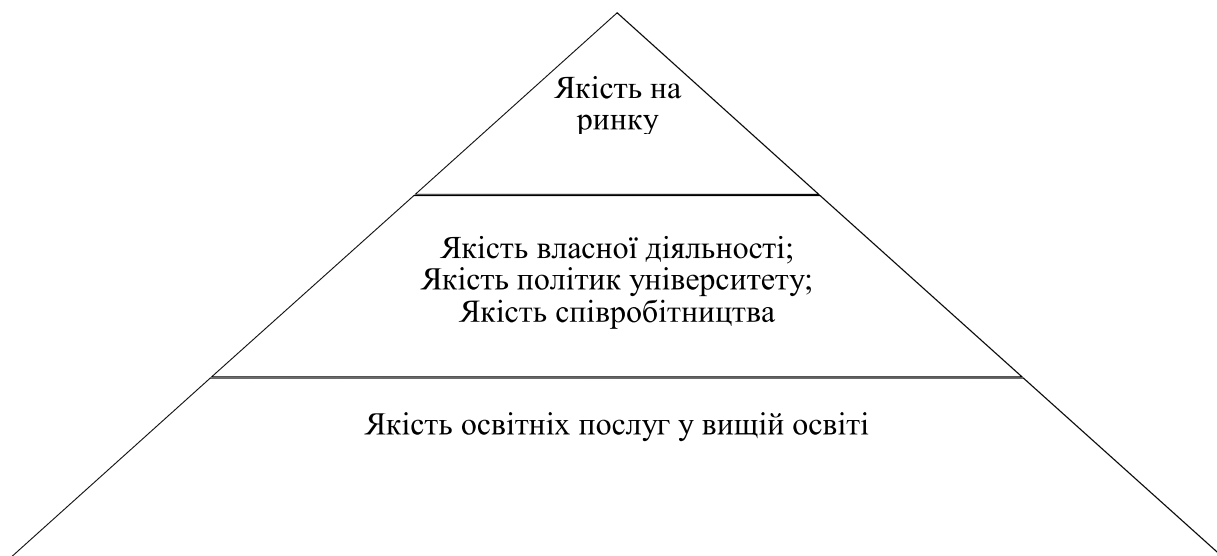 Якість на
ринку
Якість власної діяльності;
Якість політик університету;
Якість співробітництва
Якість освітніх послуг у вищій освіті